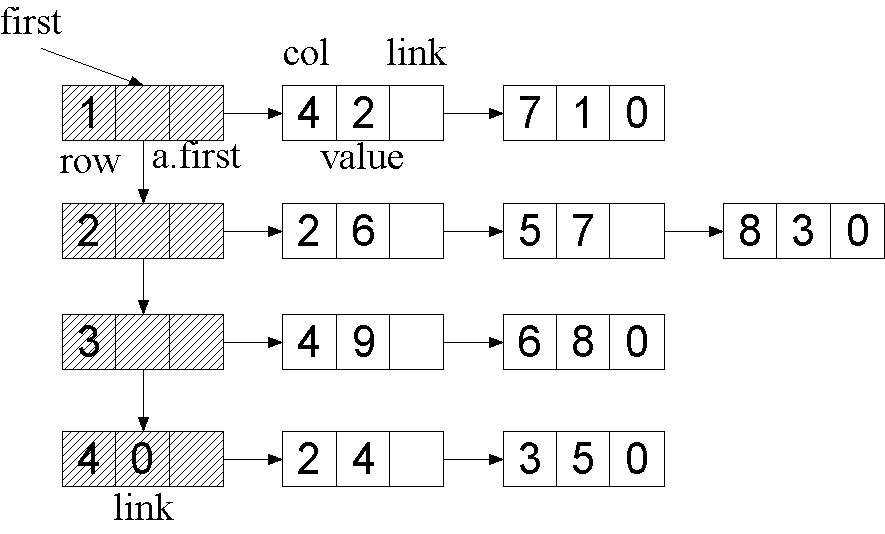 first
col link
1 4 2 7 1 0
row a.first value
2 2 6 5 7 8 3 0
3 4 9 6 8 0
4 0 2 4 3 5 0
link